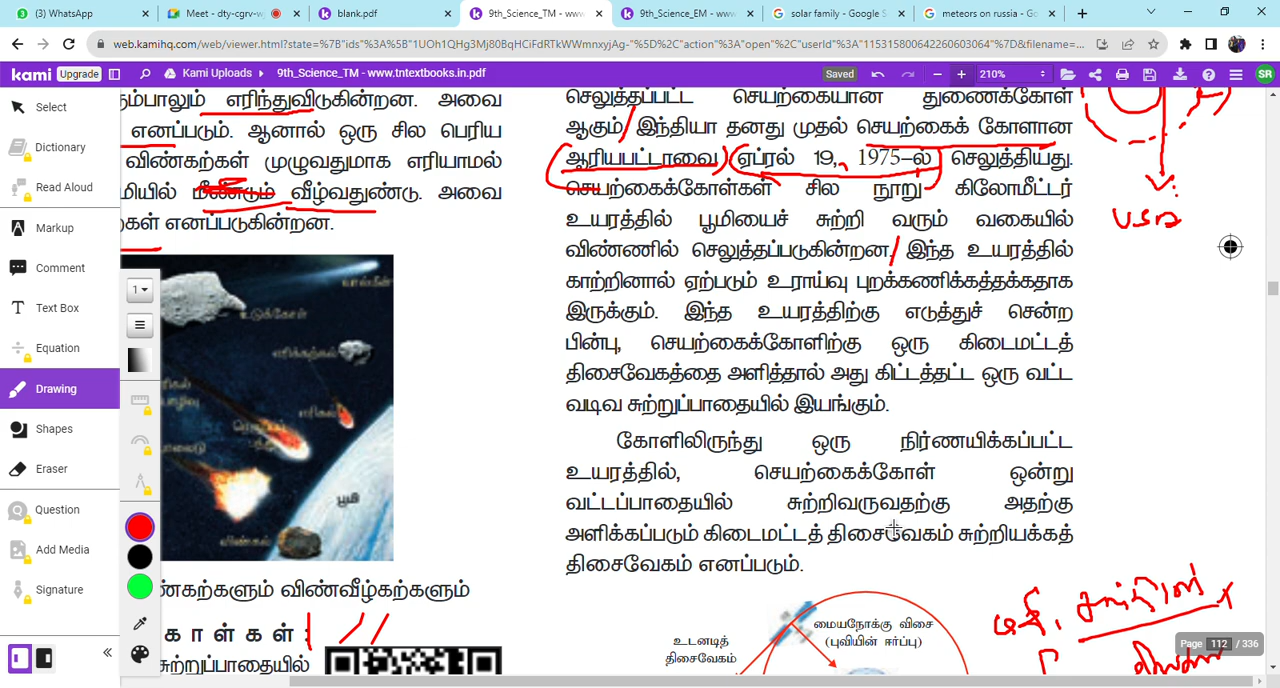 WhatsApp
Meet - dty-cgrv-w
blank.pdf
9th_Science_TM - www
9th_Science_EM - www
solar family - Google S
meteors on russia - Go
web.kamihq.com/web/viewer.html?state=%7B"ids"%3A%5B"1UOh1QHg3Mj80BqHCiFdRTkWWmnxyjAg-"%5D%2C"action"%3A"open"%2C"userId"%3A"115315800642260603064"%7D&filename=...
kami Upgrade
Kami Uploads
9th_Science_TM - www.tntextbooks.in.pdf
Saved
210%
SR
Select
Dictionary
Read Aloud
Markup
Comment
Text Box
Equation
Drawing
Shapes
Eraser
Question
Add Media
Signature
1
ரும்பாலும் எரிந்துவிடுகின்றன. அவை
எனப்படும். ஆனால் ஒரு சில பெரிய
விண்கற்கள் முழுவதுமாக எரியாமல்
மியில் மீண்டும் வீழ்வதுண்டு. அவை
ற்கள் எனப்படுகின்றன.
எரிகல்
பூமி
விண்கல்
ண்கற்களும் விண்வீழ்கற்களும்
கோள்கள்:
சுற்றுப்பாதையில்
செலுத்தப்பட்ட செயற்கையான துணைக்கோள்
ஆகும் இந்தியா தனது முதல் செயற்கைக் கோளான
ஆரியபட்டாவை ஏப்ரல் 19, 1975–ல் செலுத்தியது.
செயற்கைக்கோள்கள் சில நூறு கிலோமீட்டர்
உயரத்தில் பூமியைச் சுற்றி வரும் வகையில்
விண்ணில் செலுத்தப்படுகின்றன. இந்த உயரத்தில்
காற்றினால் ஏற்படும் உராய்வு புறக்கணிக்கத்தக்கதாக
இருக்கும். இந்த உயரத்திற்கு எடுத்துச் சென்ற
பின்பு, செயற்கைக்கோளிற்கு ஒரு கிடைமட்டத்
திசைவேகத்தை அளித்தால் அது கிட்டத்தட்ட ஒரு வட்ட
வடிவ சுற்றுப்பாதையில் இயங்கும்.
கோளிலிருந்து ஒரு நிர்ணயிக்கப்பட்ட
உயரத்தில், செயற்கைக்கோள் ஒன்று
வட்டப்பாதையில் சுற்றிவருவதற்கு அதற்கு
அளிக்கப்படும் கிடைமட்டத் திசைவேகம் சுற்றியக்கத்
திசைவேகம் எனப்படும்.
உடனடித்
திசைவேகம்
மையநோக்கு விசை
(புவியின் ஈர்ப்பு)
Page 112 / 336